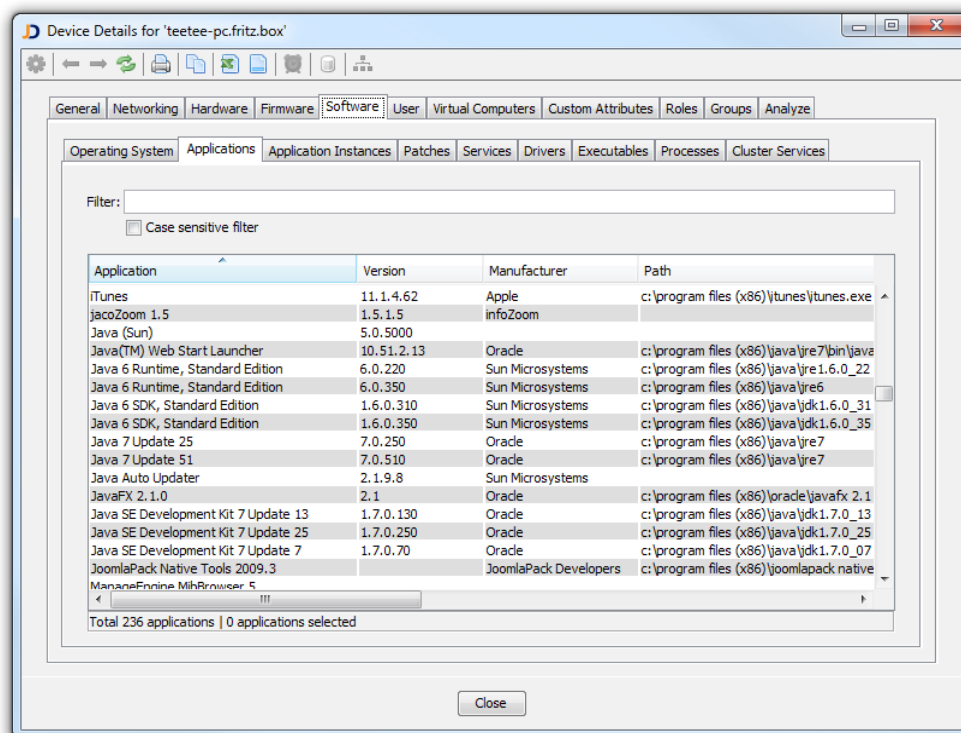 Device Details for 'teetee-pc.fritz.box'
General Networking Hardware Firmware Software User Virtual Computers Custom Attributes Roles Groups Analyze
Operating System Applications Application Instances Patches Services Drivers Executables Processes Cluster Services
Filter:
Case sensitive filter
Application Version Manufacturer Path
iTunes 11.1.4.62 Apple c:\program files (x86)\itunes\itunes.exe
jacoZoom 1.5 1.5.1.5 infoZoom
Java (Sun) 5.0.5000
Java(TM) Web Start Launcher 10.51.2.13 Oracle c:\program files (x86)\java\jre7\bin\java
Java 6 Runtime, Standard Edition 6.0.220 Sun Microsystems c:\program files (x86)\java\jre1.6.0_22
Java 6 Runtime, Standard Edition 6.0.350 Sun Microsystems c:\program files (x86)\java\jre6
Java 6 SDK, Standard Edition 1.6.0.310 Sun Microsystems c:\program files (x86)\java\jdk1.6.0_31
Java 6 SDK, Standard Edition 1.6.0.350 Sun Microsystems c:\program files (x86)\java\jdk1.6.0_35
Java 7 Update 25 7.0.250 Oracle c:\program files (x86)\java\jre7
Java 7 Update 51 7.0.510 Oracle c:\program files (x86)\java\jre7
Java Auto Updater 2.1.9.8 Sun Microsystems
JavaFX 2.1.0 2.1 Oracle c:\program files (x86)\oracle\javafx 2.1
Java SE Development Kit 7 Update 13 1.7.0.130 Oracle c:\program files (x86)\java\jdk1.7.0_13
Java SE Development Kit 7 Update 25 1.7.0.250 Oracle c:\program files (x86)\java\jdk1.7.0_25
Java SE Development Kit 7 Update 7 1.7.0.70 Oracle c:\program files (x86)\java\jdk1.7.0_07
JoomlaPack Native Tools 2009.3 JoomlaPack Developers c:\program files (x86)\joomlapack native
ManageEngine MibBrowser 5
Total 236 applications | 0 applications selected
Close